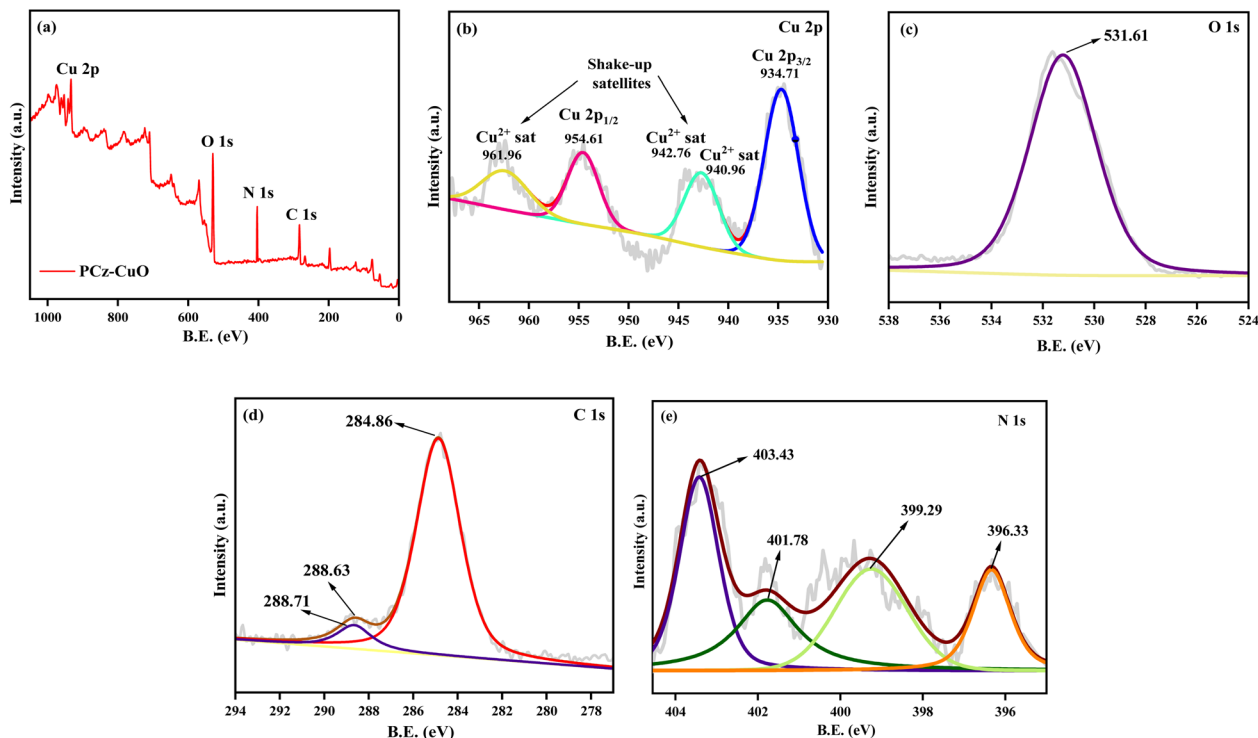 (a)
Cu 2p
O 1s
N 1s
C 1s
PCz-CuO
Intensity (a.u.)
1000 800 600 400 200 0
B.E. (eV)
(b)
Cu 2p
Shake-up
satellites
Cu 2p3/2
934.71
Cu 2p1/2
954.61
Cu2+ sat
961.96
Cu2+ sat
942.76
Cu2+ sat
940.96
Intensity (a.u.)
965 960 955 950 945 940 935 930
B.E. (eV)
(c)
O 1s
531.61
Intensity (a.u.)
538 536 534 532 530 528 526 524
B.E. (eV)
(d)
C 1s
284.86
288.63
288.71
Intensity (a.u.)
294 292 290 288 286 284 282 280 278
B.E. (eV)
(e)
N 1s
403.43
401.78
399.29
396.33
Intensity (a.u.)
404 402 400 398 396
B.E. (eV)